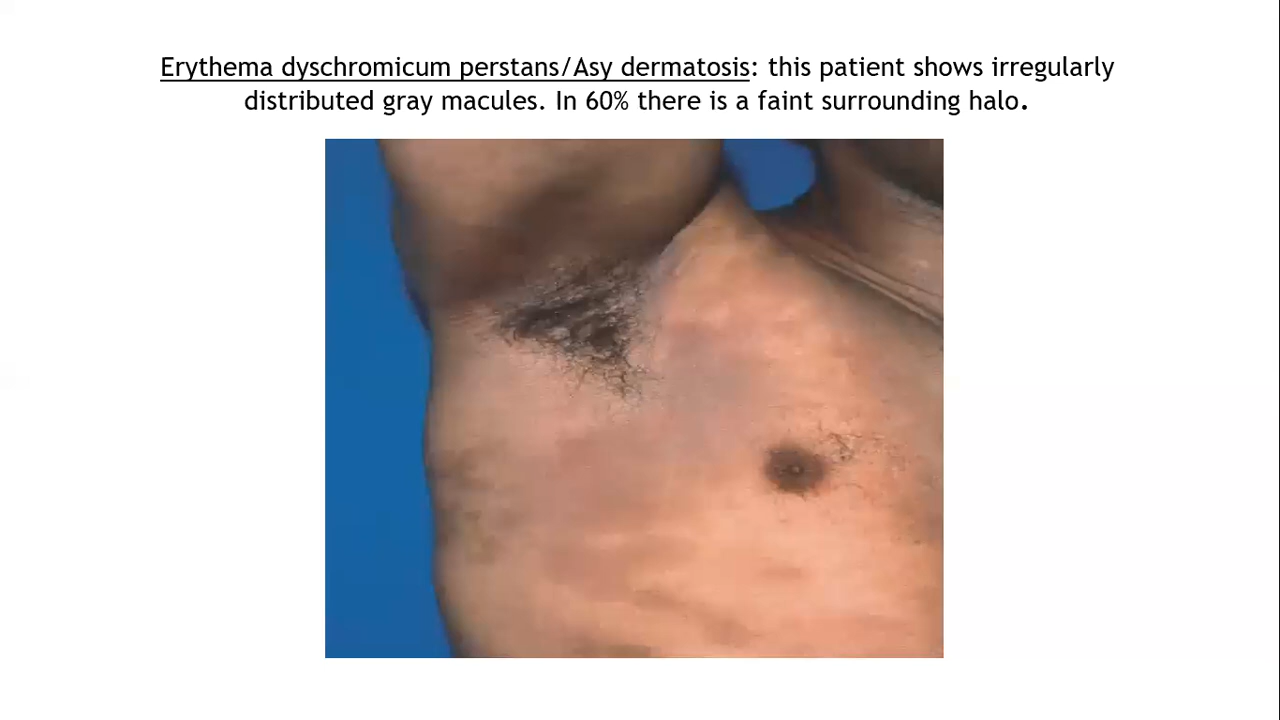 Erythema dyschromicum perstans/Asy dermatosis: this patient shows irregularly
distributed gray macules. In 60% there is a faint surrounding halo.